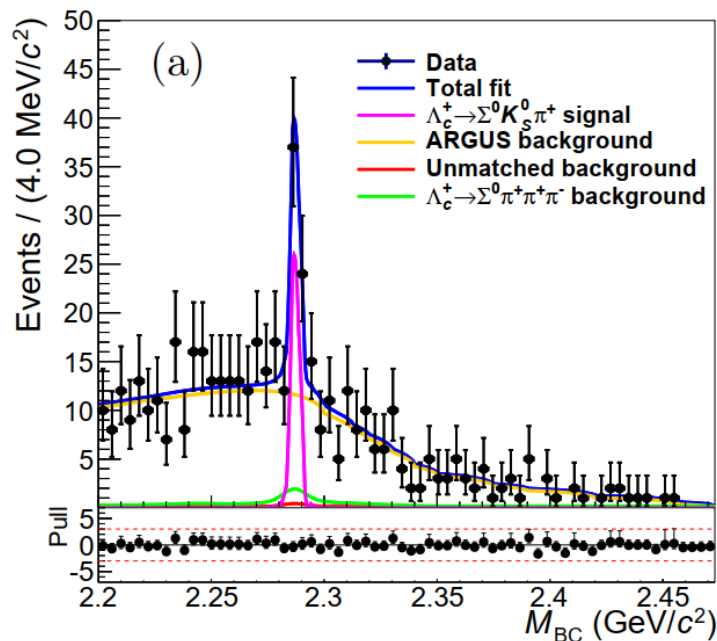 50
45
40
35
30
25
20
15
10
5
Events / (4.0 MeV/c²)
(a)
Data
Total fit
Λc⁺→Σ⁰KS⁰π⁺ signal
ARGUS background
Unmatched background
Λc⁺→Σ⁰π⁺π⁺π⁻ background
Pull
5
0
-5
2.2 2.25 2.3 2.35 2.4 2.45
MBC (GeV/c²)